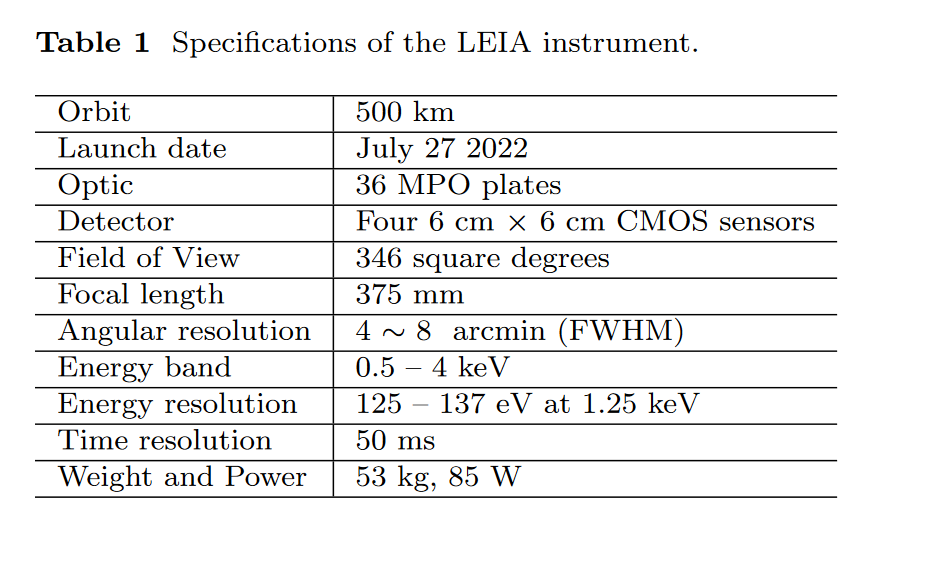 Table 1 Specifications of the LEIA instrument.
Orbit 500 km
Launch date July 27 2022
Optic 36 MPO plates
Detector Four 6 cm × 6 cm CMOS sensors
Field of View 346 square degrees
Focal length 375 mm
Angular resolution 4 ∼ 8 arcmin (FWHM)
Energy band 0.5 – 4 keV
Energy resolution 125 – 137 eV at 1.25 keV
Time resolution 50 ms
Weight and Power 53 kg, 85 W